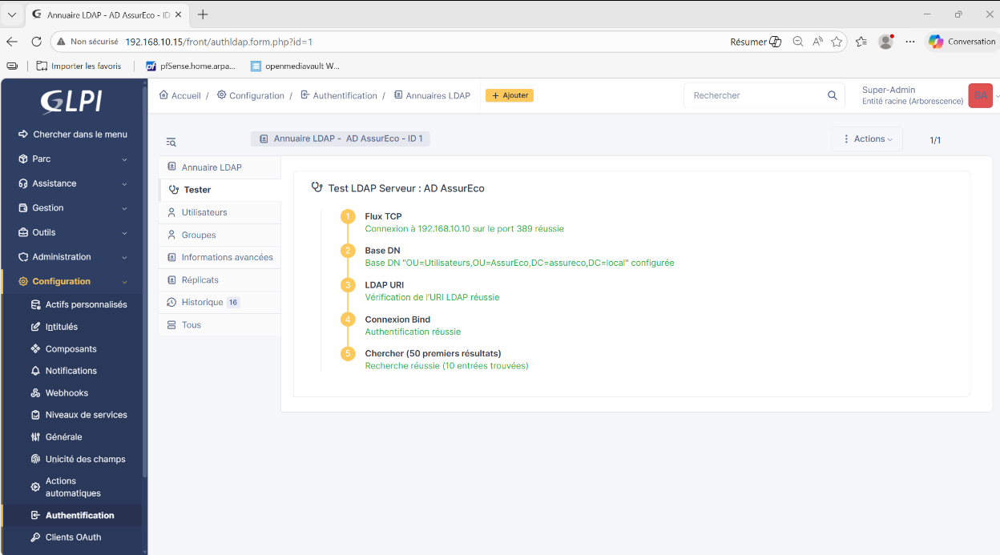 Annuaire LDAP - AD AssurEco - ID
Non sécurisé 192.168.10.15/front/authldap.form.php?id=1
Résumer
Conversation
Importer les favoris
pfSense.home.arpa...
openmediavault W...
GLPI
Chercher dans le menu
Parc
Assistance
Gestion
Outils
Administration
Configuration
Actifs personnalisés
Intitulés
Composants
Notifications
Webhooks
Niveaux de services
Générale
Unicité des champs
Actions
automatiques
Authentification
Clients OAuth
Accueil / Configuration / Authentification / Annuaires LDAP
+ Ajouter
Rechercher
Super-Admin
Entité racine (Arborescence)
BA
Annuaire LDAP - AD AssurEco - ID 1
Actions
1/1
Annuaire LDAP
Tester
Utilisateurs
Groupes
Informations avancées
Réplicats
Historique 16
Tous
Test LDAP Serveur : AD AssurEco
1 Flux TCP
Connexion à 192.168.10.10 sur le port 389 réussie
2 Base DN
Base DN "OU=Utilisateurs,OU=AssurEco,DC=assureco,DC=local" configurée
3 LDAP URI
Vérification de l'URI LDAP réussie
4 Connexion Bind
Authentification réussie
5 Chercher (50 premiers résultats)
Recherche réussie (10 entrées trouvées)